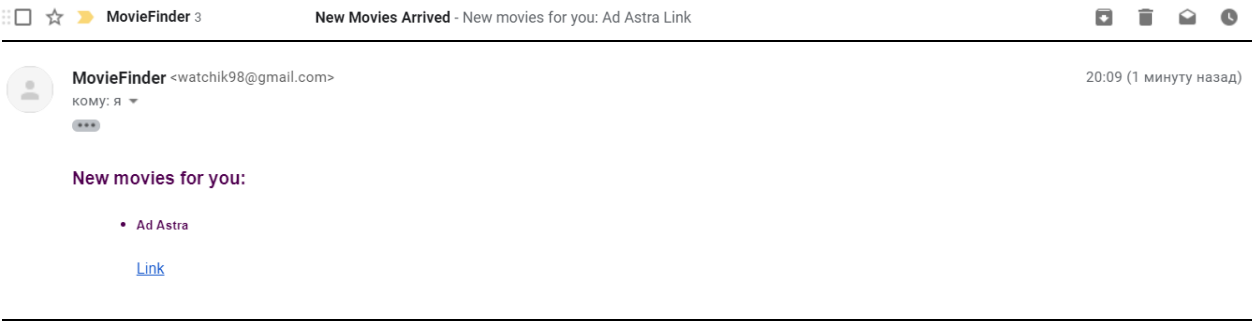 MovieFinder 3 New Movies Arrived - New movies for you: Ad Astra Link
MovieFinder <watchik98@gmail.com> 20:09 (1 минуту назад)
кому: я
New movies for you:
• Ad Astra
Link